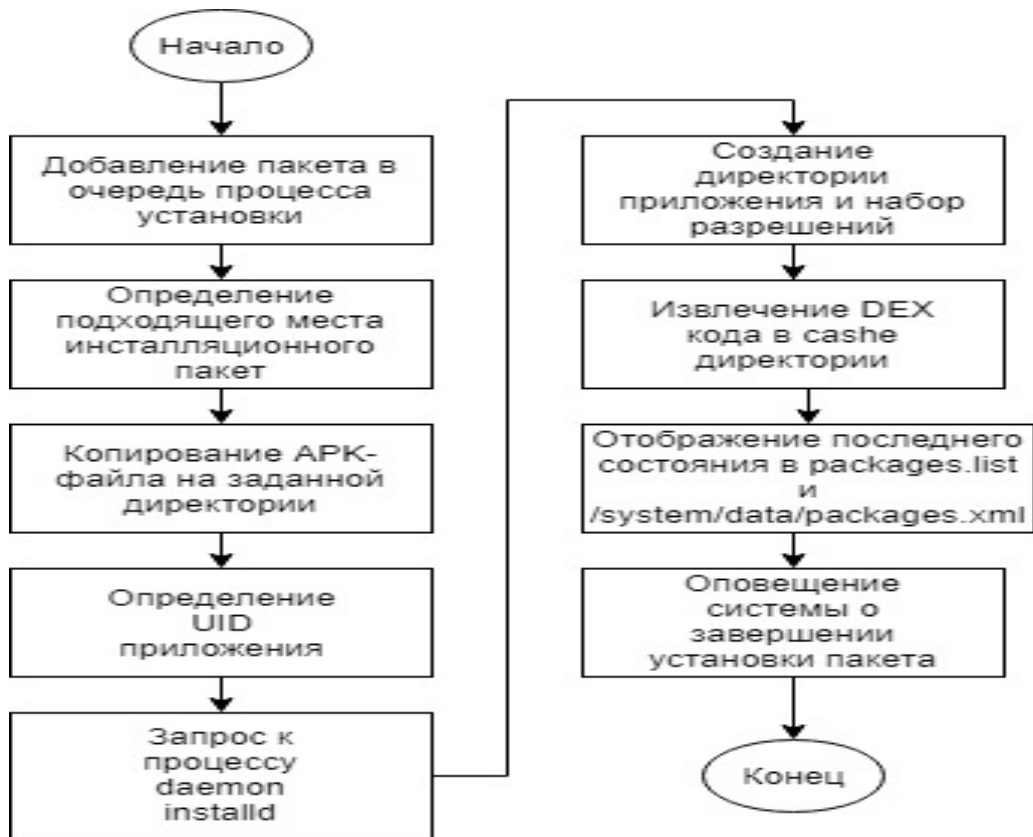 Начало
Добавление пакета в
очередь процесса
установки
Определение
подходящего места
инсталляционного
пакет
Копирование APK-
файла на заданной
директории
Определение
UID
приложения
Запрос к
процессу
daemon
installd
Создание
директории
приложения и набор
разрешений
Извлечение DEX
кода в cashe
директории
Отображение последнего
состояния в packages.list
и
/system/data/packages.xml
Оповещение
системы о
завершении
установки пакета
Конец